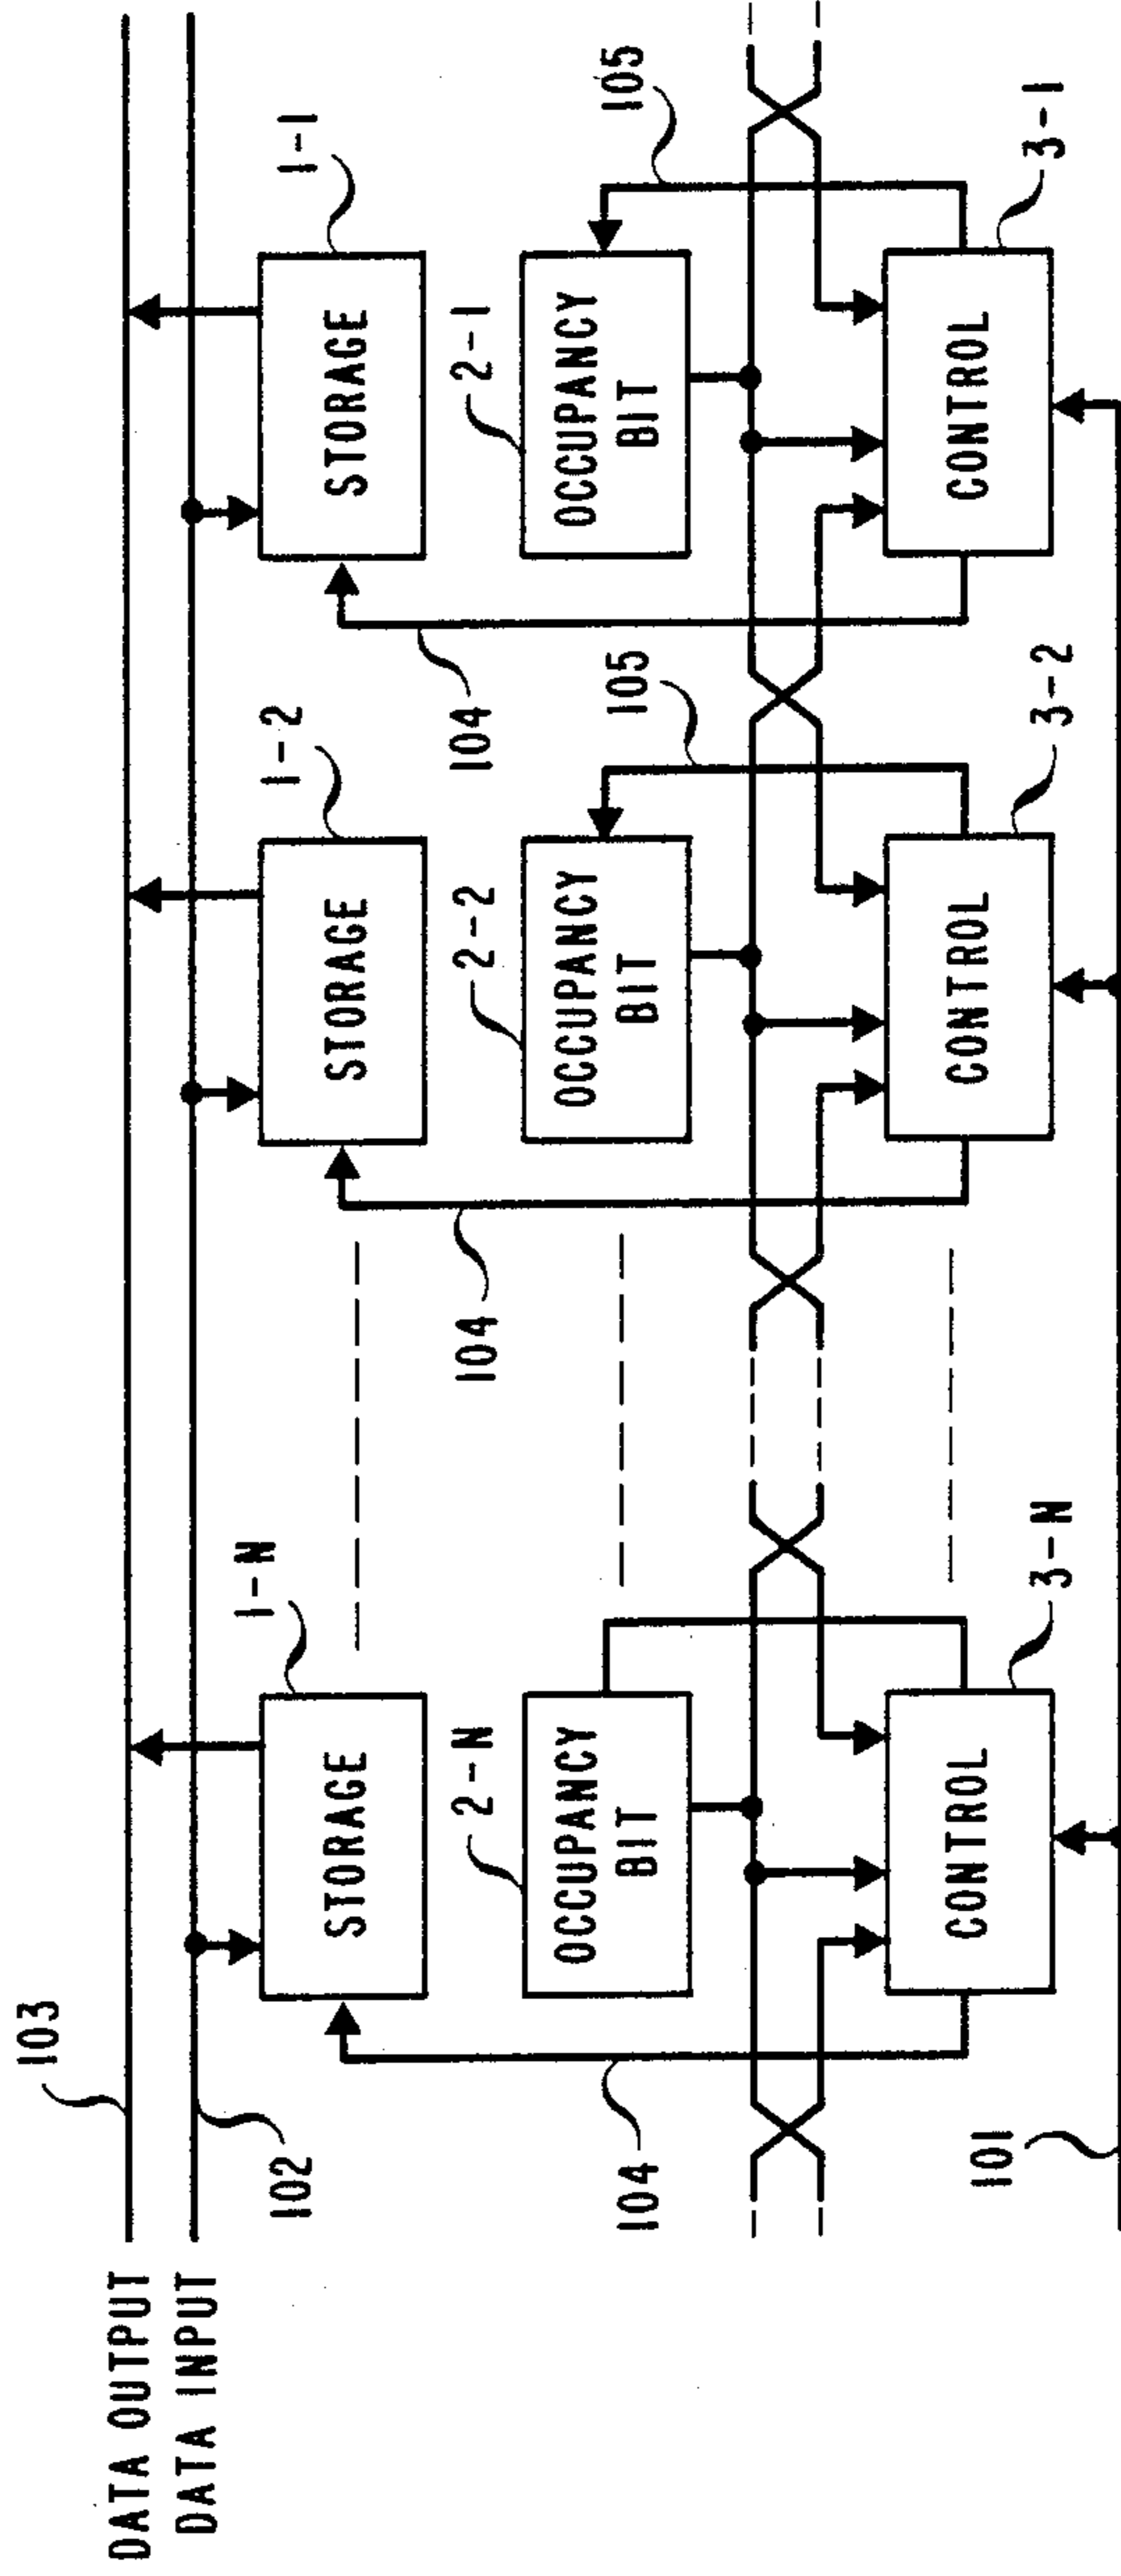 DATA OUTPUT
DATA INPUT
103
102
1-N
1-2
1-1
STORAGE
STORAGE
STORAGE
104
104
2-N
2-2
2-1
104
OCCUPANCY
BIT
OCCUPANCY
BIT
OCCUPANCY
BIT
105
105
CONTROL
CONTROL
CONTROL
101
3-N
3-2
3-1